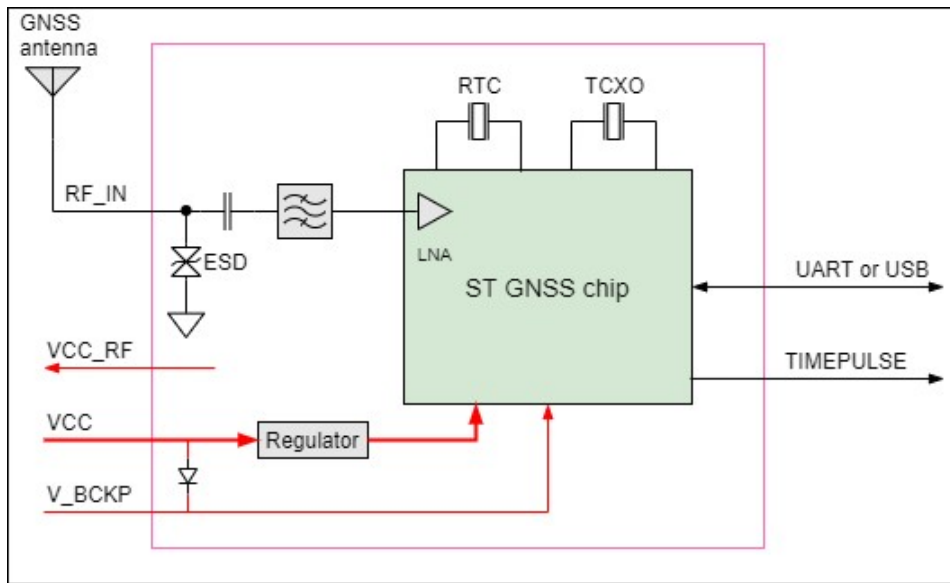 GNSS
antenna
RTC
TCXO
RF_IN
ESD
LNA
ST GNSS chip
UART or USB
TIMEPULSE
VCC_RF
VCC
Regulator
V_BCKP